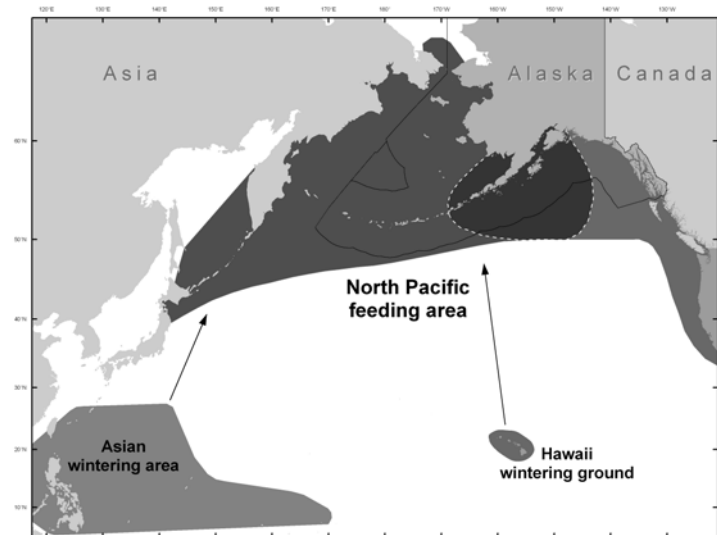 120°E 130°E 140°E 150°E 160°E 170°E 180° 170°W 160°W 150°W 140°W 130°W
Asia
Alaska
Canada
60°N
50°N
North Pacific
feeding area
40°N
30°N
Asian
wintering area
20°N
Hawaii
wintering ground
10°N